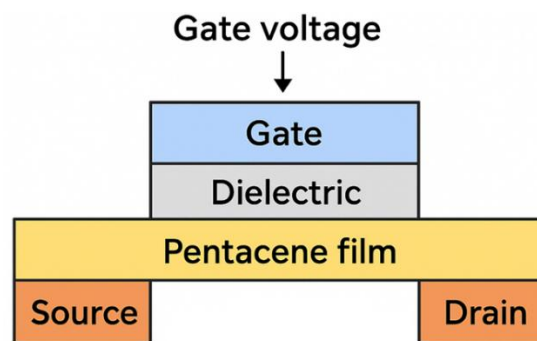 Gate voltage
Gate
Dielectric
Pentacene film
Source
Drain